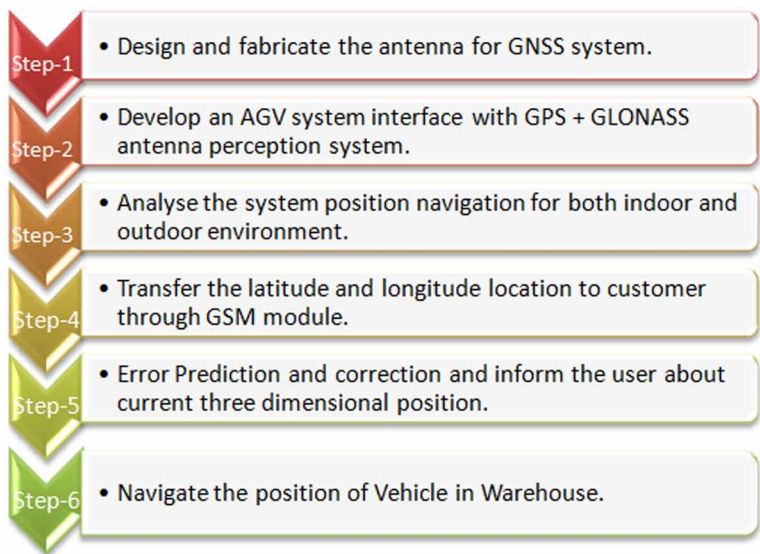 Step-1
• Design and fabricate the antenna for GNSS system.
Step-2
• Develop an AGV system interface with GPS + GLONASS
antenna perception system.
Step-3
• Analyse the system position navigation for both indoor and
outdoor environment.
Step-4
• Transfer the latitude and longitude location to customer
through GSM module.
Step-5
• Error Prediction and correction and inform the user about
current three dimensional position.
Step-6
• Navigate the position of Vehicle in Warehouse.